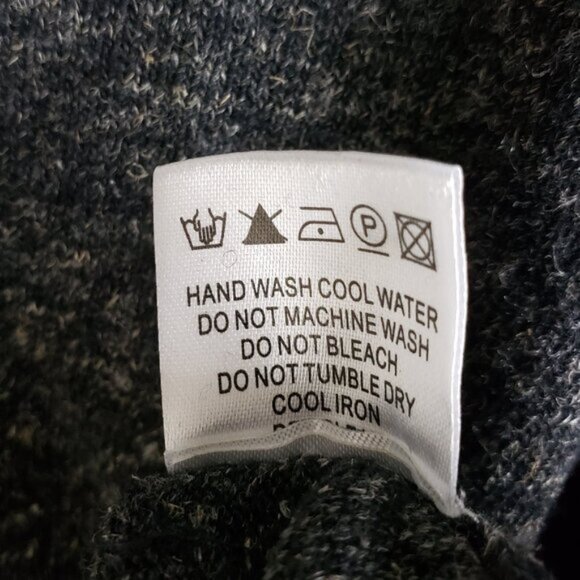 P
HAND WASH COOL WATER
DO NOT MACHINE WASH
DO NOT BLEACH
DO NOT TUMBLE DRY
COOL IRON